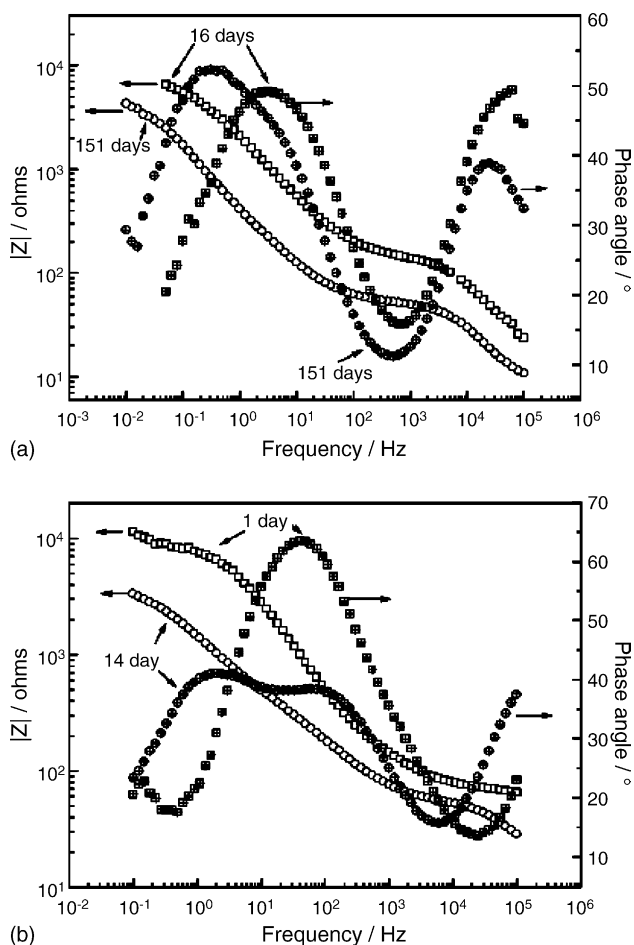 60
16 days
10⁴
50
151 days
40
10³
|Z| / ohms
Phase angle / °
30
10²
20
151 days
10
10¹
10⁻³ 10⁻² 10⁻¹ 10⁰ 10¹ 10² 10³ 10⁴ 10⁵ 10⁶
(a)
Frequency / Hz
70
1 day
10⁴
60
50
14 day
10³
|Z| / ohms
Phase angle / °
40
30
10²
20
10
10¹
10⁻² 10⁻¹ 10⁰ 10¹ 10² 10³ 10⁴ 10⁵ 10⁶
(b)
Frequency / Hz